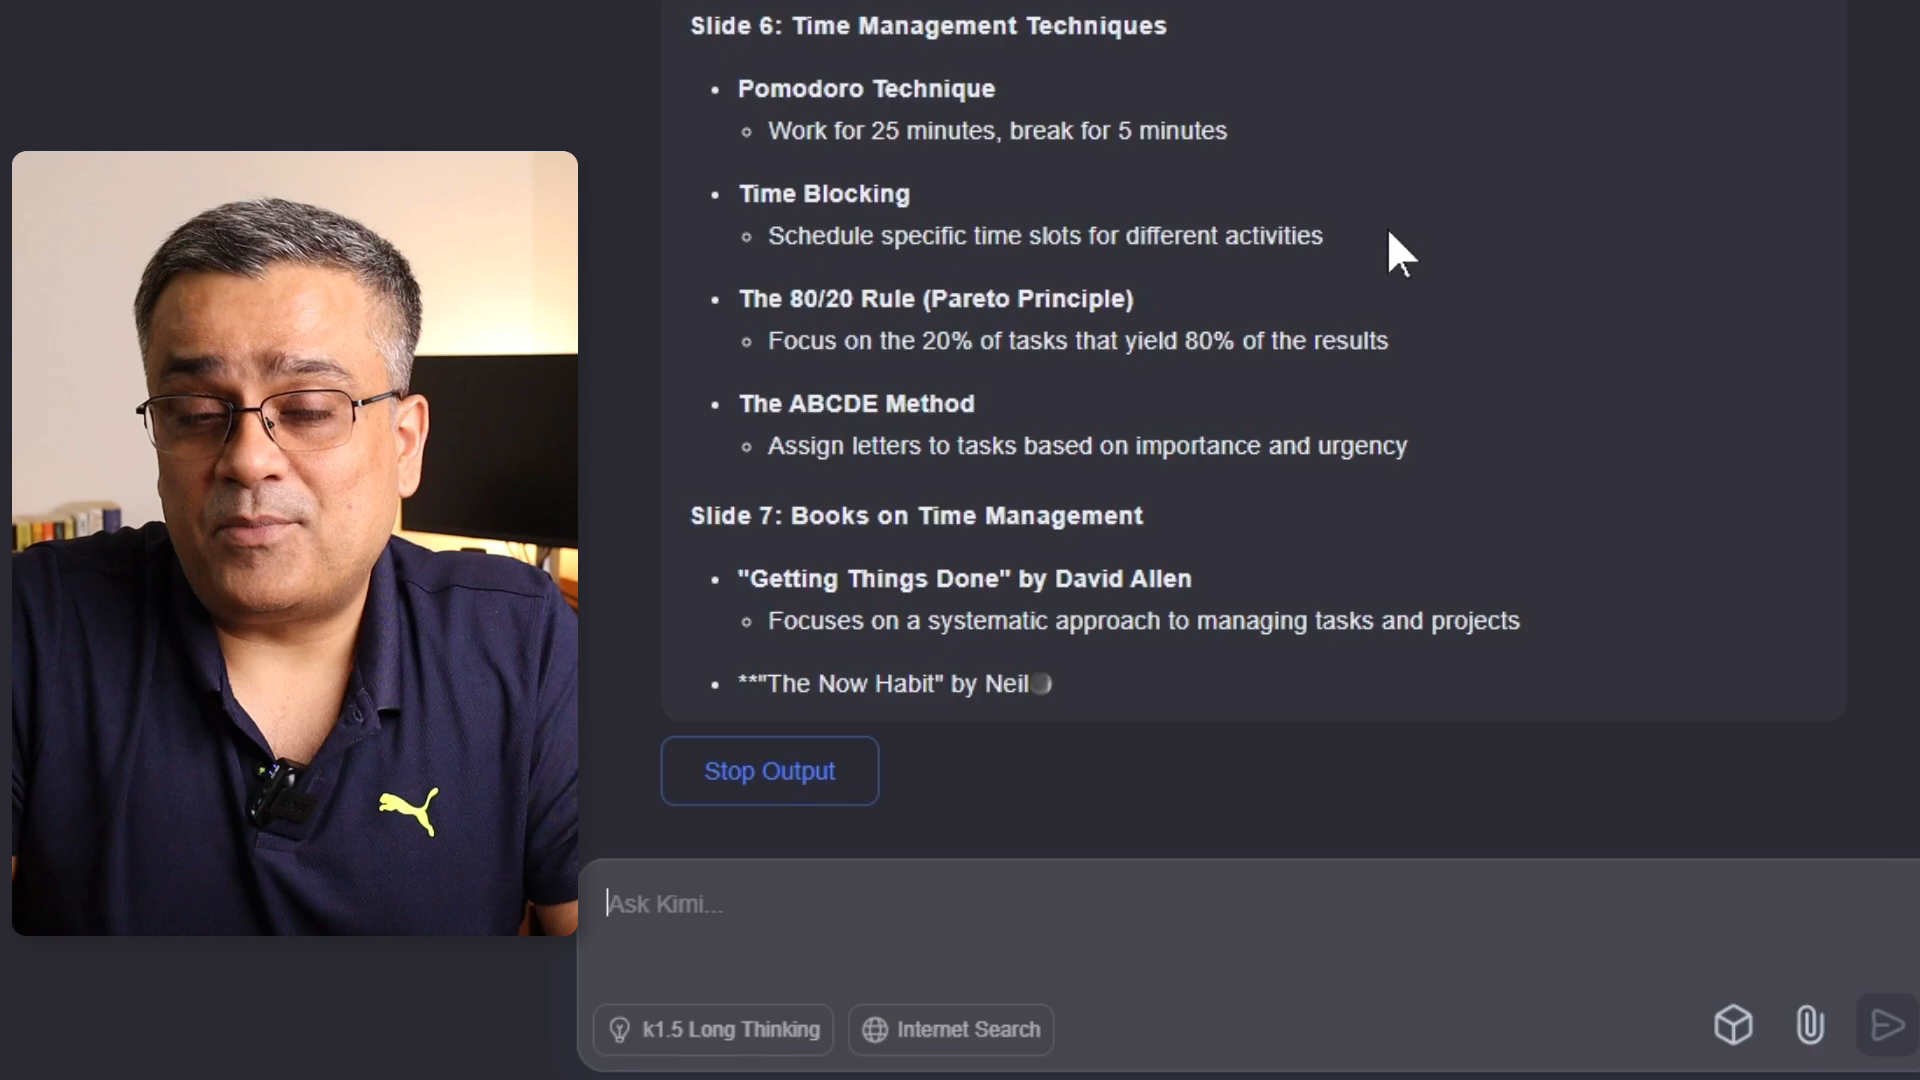 Slide 6: Time Management Techniques
• Pomodoro Technique
◦ Work for 25 minutes, break for 5 minutes
• Time Blocking
◦ Schedule specific time slots for different activities
• The 80/20 Rule (Pareto Principle)
◦ Focus on the 20% of tasks that yield 80% of the results
• The ABCDE Method
◦ Assign letters to tasks based on importance and urgency
Slide 7: Books on Time Management
• "Getting Things Done" by David Allen
◦ Focuses on a systematic approach to managing tasks and projects
• **"The Now Habit" by Neil
Stop Output
Ask Kimi...
k1.5 Long Thinking
Internet Search